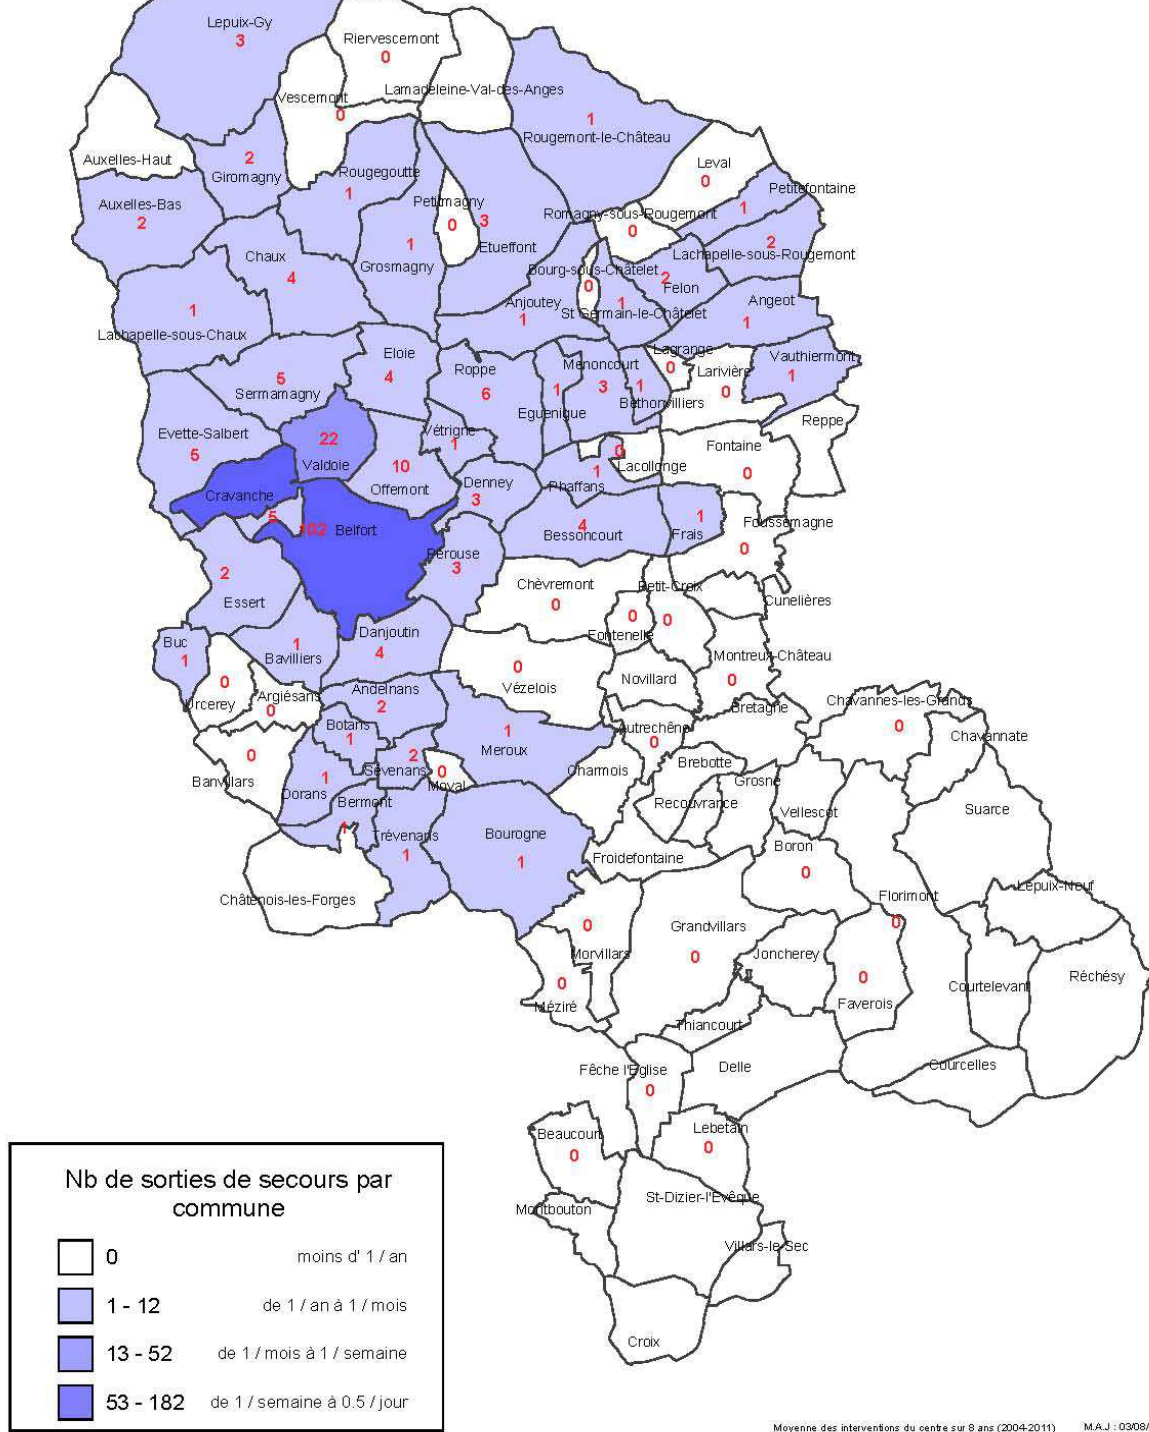 Lepuix-Gy
3
Riervescemont
0
Lamadeleine-Val-des-Anges
Vescemont
0
1
Rougemont-le-Château
Auxelles-Haut
2
Giromagny
Rougegoutte
1
Leval
0
Petitefontaine
1
Auxelles-Bas
2
Petitmagny
0
3
Etueffont
Romagny-sous-Rougemont
0
2
Lachapelle-sous-Rougemont
Chaux
4
1
Grosmagny
Bourg-sous-Châtelet
0
2
Felon
1
Lachapelle-sous-Chaux
Anjoutey
1
1
St Germain-le-Châtelet
Angeot
1
Eloie
4
Roppe
6
Menoncourt
3
Lagrange
0
Larivière
0
Vauthiermont
1
5
Sermamagny
1
Eguenigue
1
Bethonvilliers
Reppe
Evette-Salbert
5
22
Valdoie
Vétrigne
1
10
Offemont
0
Lacollonge
Fontaine
0
1
Phaffans
Denney
3
Cravanche
5
102
Belfort
4
Bessoncourt
1
Frais
Foussemagne
0
Pérouse
3
2
Essert
Chèvremont
0
Petit-Croix
0
Cunelières
0
Fontenelle
Buc
1
1
Bavilliers
Danjoutin
4
0
Vézelois
Novillard
Montreux-Château
0
0
Urcerey
Argiésans
0
Andelnans
2
Bretagne
Chavannes-les-Grands
0
Botans
1
1
Meroux
Autrechêne
0
Chavannate
0
Banvillars
2
Sévenans
0
Moval
Charmois
Brebotte
1
Dorans
Bermont
1
Recouvrance
Grosne
Vellescot
Suarce
Trévenans
1
Bourogne
1
Froidefontaine
Boron
0
Châtenois-les-Forges
Florimont
0
Lepuix-Neuf
0
Morvillars
Grandvillars
0
Joncherey
0
Faverois
Courtelevant
Réchésy
0
Méziré
Thiancourt
Fêche l'Eglise
0
Delle
Courcelles
Beaucourt
0
Lebetain
0
Montbouton
St-Dizier-l'Evêque
Villars-le-Sec
Croix
Nb de sorties de secours par
commune
0 moins d' 1 / an
1 - 12 de 1 / an à 1 / mois
13 - 52 de 1 / mois à 1 / semaine
53 - 182 de 1 / semaine à 0.5 / jour
Moyenne des interventions du centre sur 8 ans (2004-2011) M.A.J : 03/08/